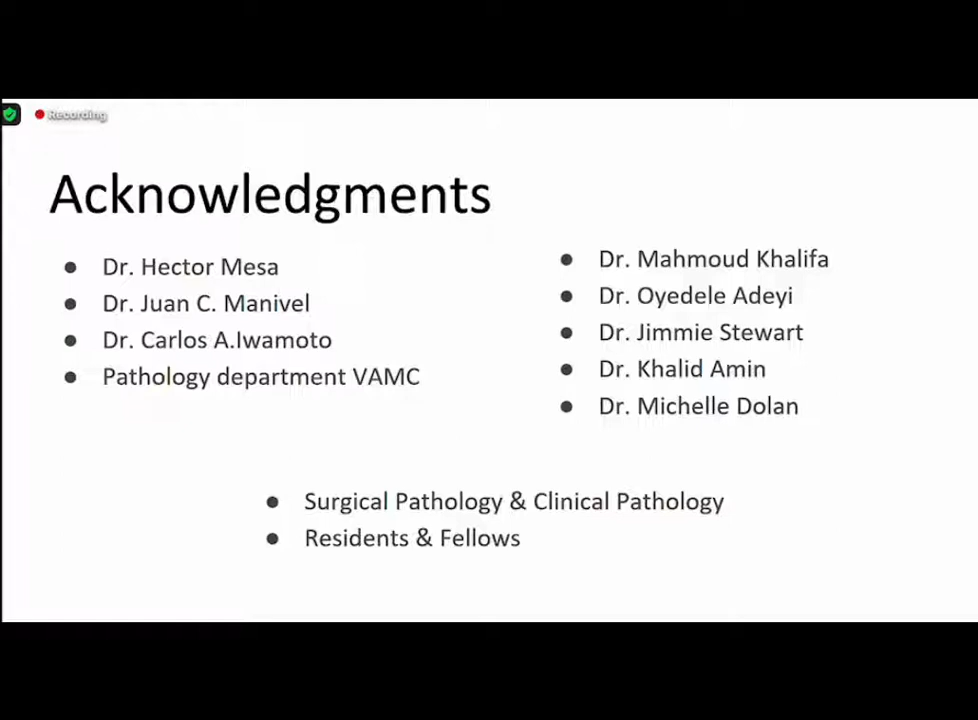 Recording
Acknowledgments
Dr. Hector Mesa
Dr. Juan C. Manivel
Dr. Carlos A.Iwamoto
Pathology department VAMC
Dr. Mahmoud Khalifa
Dr. Oyedele Adeyi
Dr. Jimmie Stewart
Dr. Khalid Amin
Dr. Michelle Dolan
Surgical Pathology & Clinical Pathology
Residents & Fellows